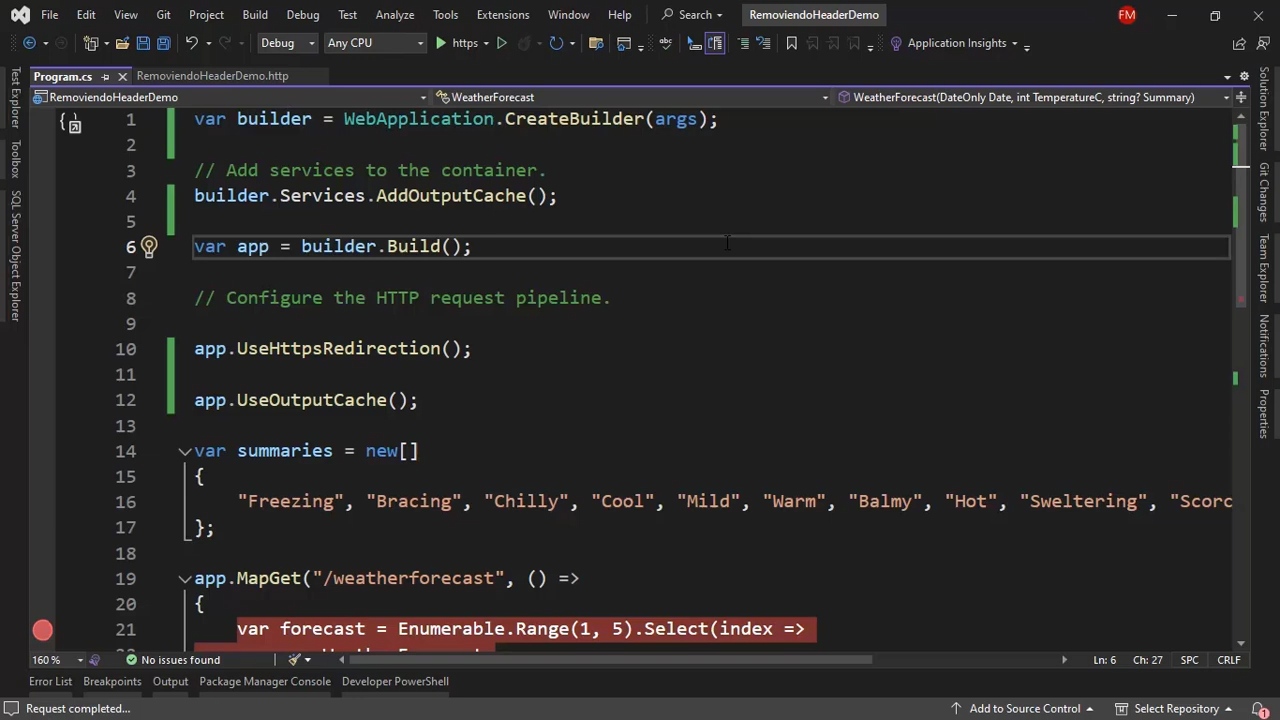 File Edit View Git Project Build Debug Test Analyze Tools Extensions Window Help Search RemoviendoHeaderDemo FM
Debug Any CPU https Application Insights
Program.cs RemoviendoHeaderDemo.http
RemoviendoHeaderDemo WeatherForecast WeatherForecast(DateOnly Date, int TemperatureC, string? Summary)
Test Explorer
Toolbox
SQL Server Object Explorer
1 var builder = WebApplication.CreateBuilder(args);
2
3 // Add services to the container.
4 builder.Services.AddOutputCache();
5
6 var app = builder.Build();
7
8 // Configure the HTTP request pipeline.
9
10 app.UseHttpsRedirection();
11
12 app.UseOutputCache();
13
14 var summaries = new[]
15 {
16 "Freezing", "Bracing", "Chilly", "Cool", "Mild", "Warm", "Balmy", "Hot", "Sweltering", "Scorc
17 };
18
19 app.MapGet("/weatherforecast", () =>
20 {
21 var forecast = Enumerable.Range(1, 5).Select(index =>
Solution Explorer
Git Changes
Team Explorer
Notifications
Properties
160 % No issues found Ln: 6 Ch: 27 SPC CRLF
Error List Breakpoints Output Package Manager Console Developer PowerShell
Request completed... Add to Source Control Select Repository 1